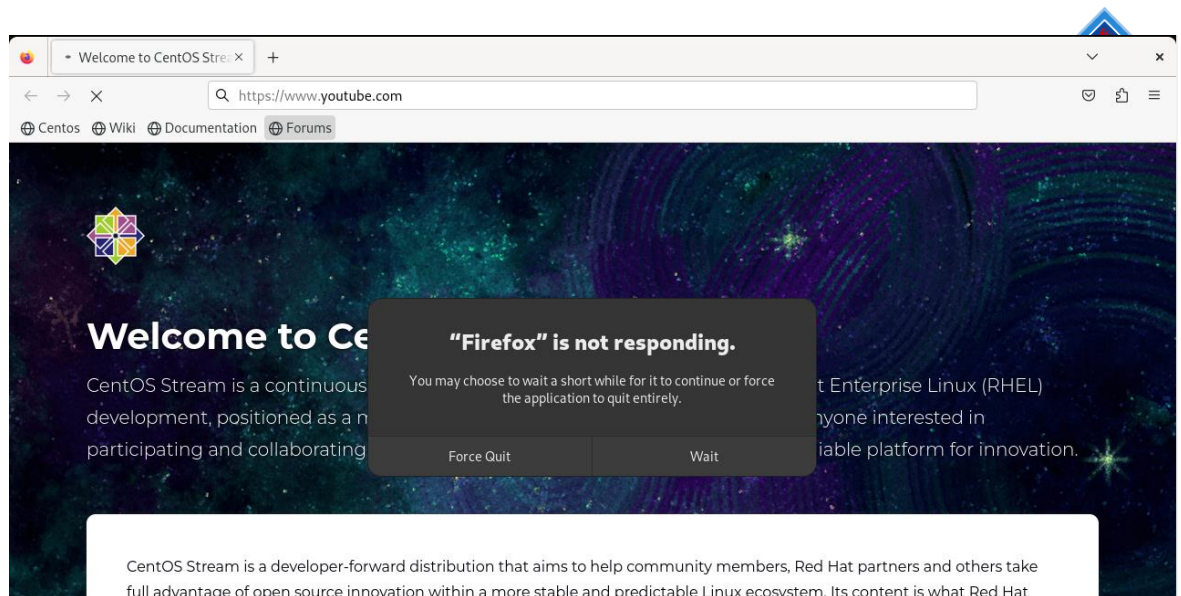 Welcome to CentOS Strea
https://www.youtube.com
Centos Wiki Documentation Forums
Welcome to Ce
"Firefox" is not responding.
You may choose to wait a short while for it to continue or force
the application to quit entirely.
Force Quit Wait
CentOS Stream is a continuous t Enterprise Linux (RHEL)
development, positioned as a m nyone interested in
participating and collaborating iable platform for innovation.
CentOS Stream is a developer-forward distribution that aims to help community members, Red Hat partners and others take
full advantage of open source innovation within a more stable and predictable Linux ecosystem. Its content is what Red Hat